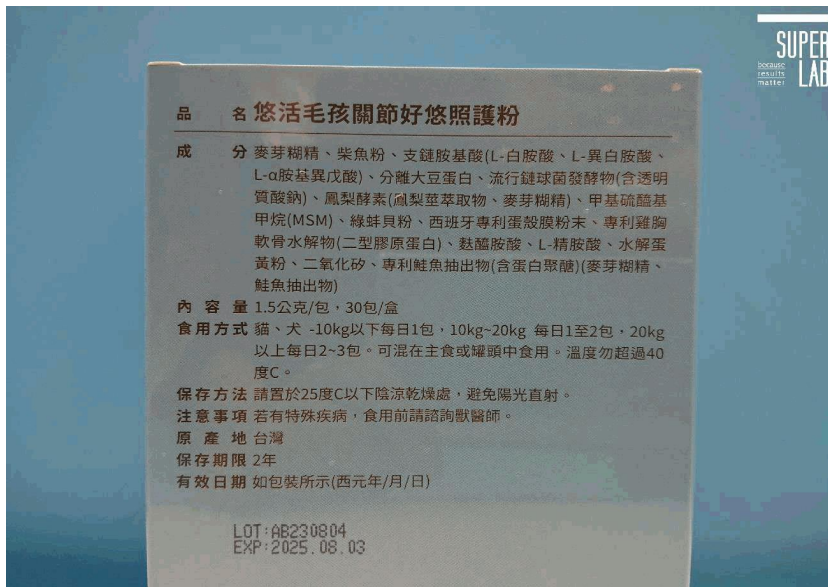 SUPER
because
results
matter
LAB
品名 悠活毛孩關節好悠照護粉
成分 麥芽糊精、柴魚粉、支鏈胺基酸(L-白胺酸、L-異白胺酸、
L-α胺基異戊酸)、分離大豆蛋白、流行鏈球菌發酵物(含透明
質酸鈉)、鳳梨酵素(鳳梨莖萃取物、麥芽糊精)、甲基硫醯基
甲烷(MSM)、綠蚌貝粉、西班牙專利蛋殼膜粉末、專利雞胸
軟骨水解物(二型膠原蛋白)、麩醯胺酸、L-精胺酸、水解蛋
黃粉、二氧化矽、專利鮭魚抽出物(含蛋白聚醣)(麥芽糊精、
鮭魚抽出物)
內容量 1.5公克/包，30包/盒
食用方式 貓、犬 -10kg以下每日1包，10kg~20kg 每日1至2包，20kg
以上每日2~3包。可混在主食或罐頭中食用。溫度勿超過40
度C。
保存方法 請置於25度C以下陰涼乾燥處，避免陽光直射。
注意事項 若有特殊疾病，食用前請諮詢獸醫師。
原產地 台灣
保存期限 2年
有效日期 如包裝所示(西元年/月/日)
LOT:AB230804
EXP:2025.08.03